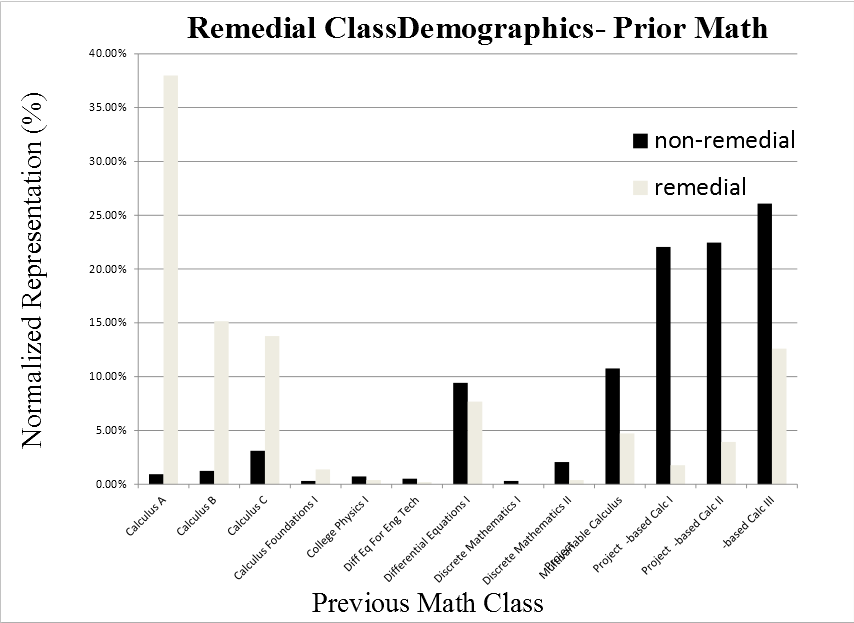 Remedial ClassDemographics- Prior Math
40.00%
35.00%
30.00%
25.00%
20.00%
15.00%
10.00%
5.00%
0.00%
Normalized Representation (%)
non-remedial
remedial
Calculus A
Calculus B
Calculus C
Calculus Foundations I
College Physics I
Diff Eq For Eng Tech
Differential Equations I
Discrete Mathematics I
Discrete Mathematics II
Multivariable Calculus
Project -based Calc I
Project -based Calc II
Project
-based Calc III
Previous Math Class